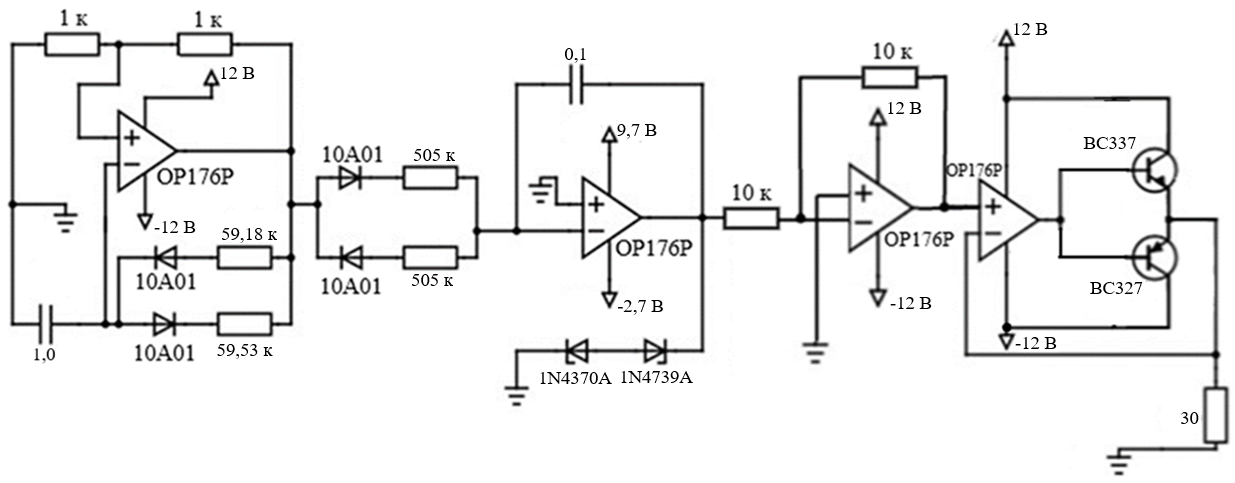 1 к
1 к
12 В
+
−
OP176P
-12 В
59,18 к
10A01
59,53 к
10A01
1,0
10A01
505 к
10A01
505 к
0,1
9,7 В
+
−
OP176P
-2,7 В
1N4370A
1N4739A
10 к
10 к
12 В
+
−
OP176P
-12 В
12 В
OP176P
+
−
-12 В
BC337
BC327
30